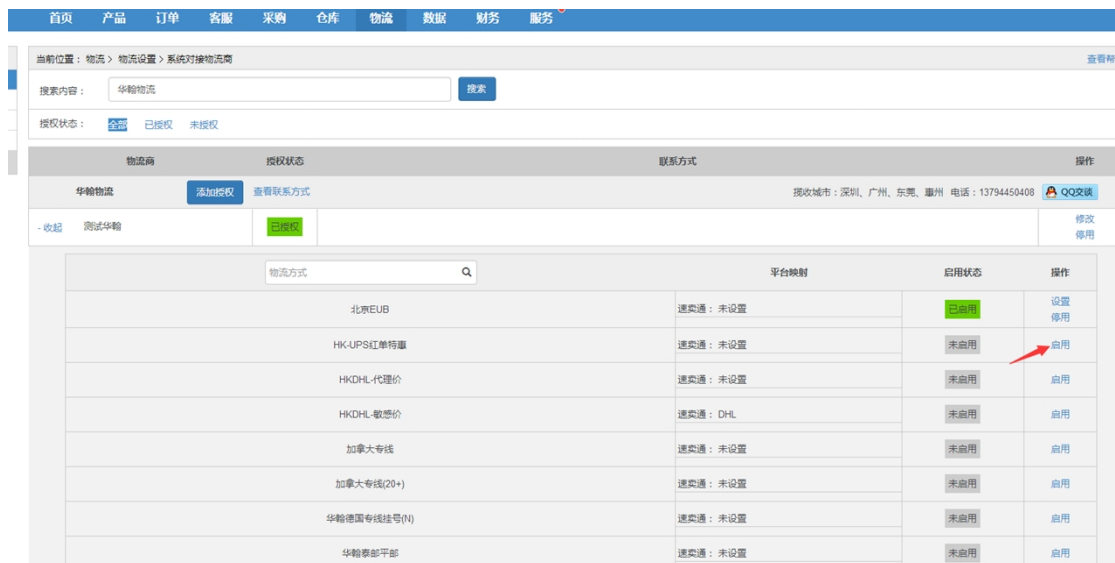 首页 产品 订单 客服 采购 仓库 物流 数据 财务 服务
当前位置： 物流 > 物流设置 > 系统对接物流商 查看帮
搜索内容： 华翰物流 搜索
授权状态： 全部 已授权 未授权
物流商 授权状态 联系方式 操作
华翰物流 添加授权 查看联系方式 揽收城市：深圳、广州、东莞、惠州 电话：13794450408 QQ交谈
- 收起 测试华翰 已授权 修改
停用
物流方式 平台映射 启用状态 操作
北京EUB 速卖通： 未设置 已启用 设置
停用
HK-UPS红单特惠 速卖通： 未设置 未启用 启用
HKDHL-代理价 速卖通： 未设置 未启用 启用
HKDHL-敏感价 速卖通： DHL 未启用 启用
加拿大专线 速卖通： 未设置 未启用 启用
加拿大专线(20+) 速卖通： 未设置 未启用 启用
华翰德国专线挂号(N) 速卖通： 未设置 未启用 启用
华翰泰邮平邮 速卖通： 未设置 未启用 启用